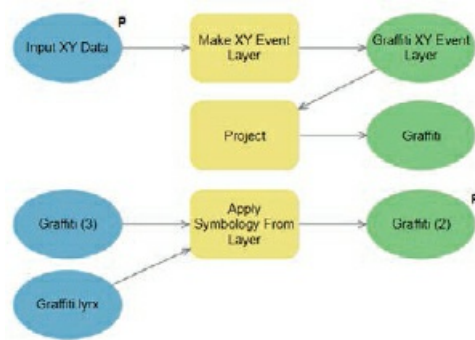 P
Input XY Data
Make XY Event
Layer
Graffiti XY Event
Layer
Project
Graffiti
P
Graffiti (3)
Apply
Symbology From
Layer
Graffiti (2)
Graffiti.lyrx